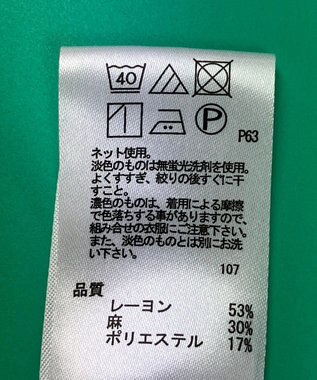 40
P
P63
ネット使用。
淡色のものは無蛍光洗剤を使用。
よくすすぎ、絞りの後すぐに干
すこと。
濃色のものは、着用による摩擦
で色落ちする事がありますので、
組み合せの衣服にご注意下さい。
また、淡色のものとは別にお洗
い下さい。
107
品質
レーヨン 53%
麻 30%
ポリエステル 17%